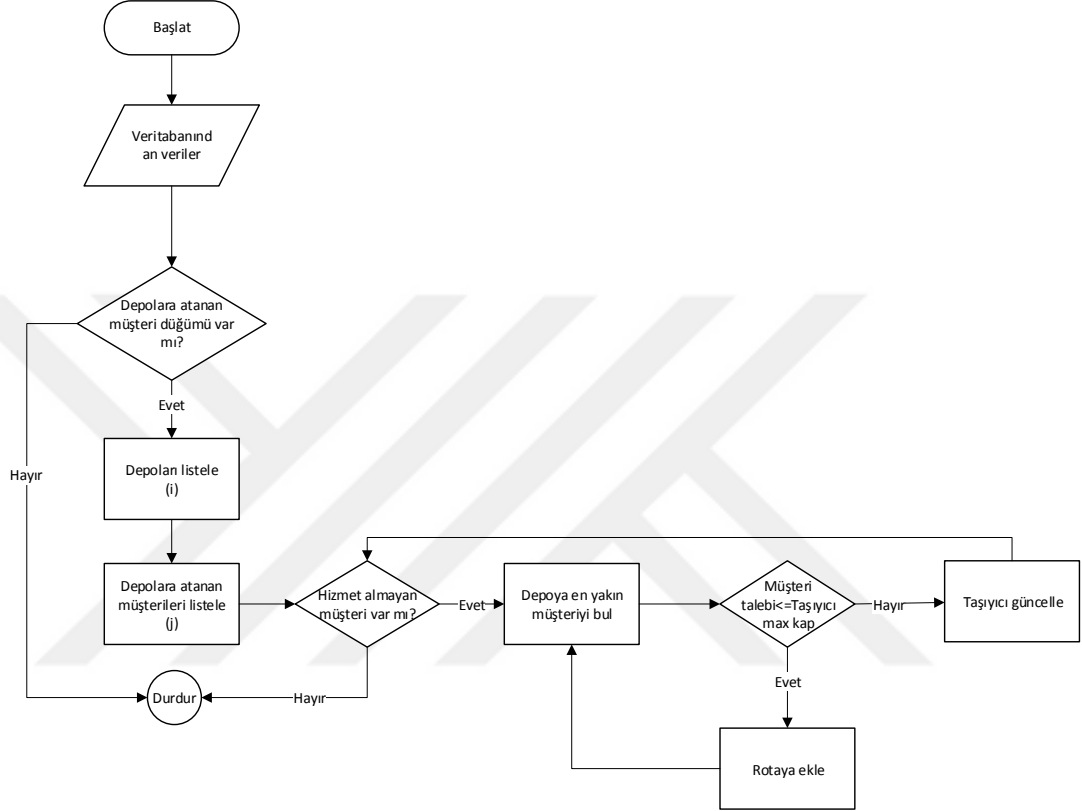 Başlat
Veritabanınd
an veriler
Depolara atanan
müşteri düğümü var
mı?
Evet
Hayır
Depoları listele
(i)
Depolara atanan
müşterileri listele
(j)
Hizmet almayan
müşteri var mı?
Evet
Depoya en yakın
müşteriyi bul
Müşteri
talebi<=Taşıyıcı
max kap
Hayır
Taşıyıcı güncelle
Evet
Durdur
Hayır
Rotaya ekle